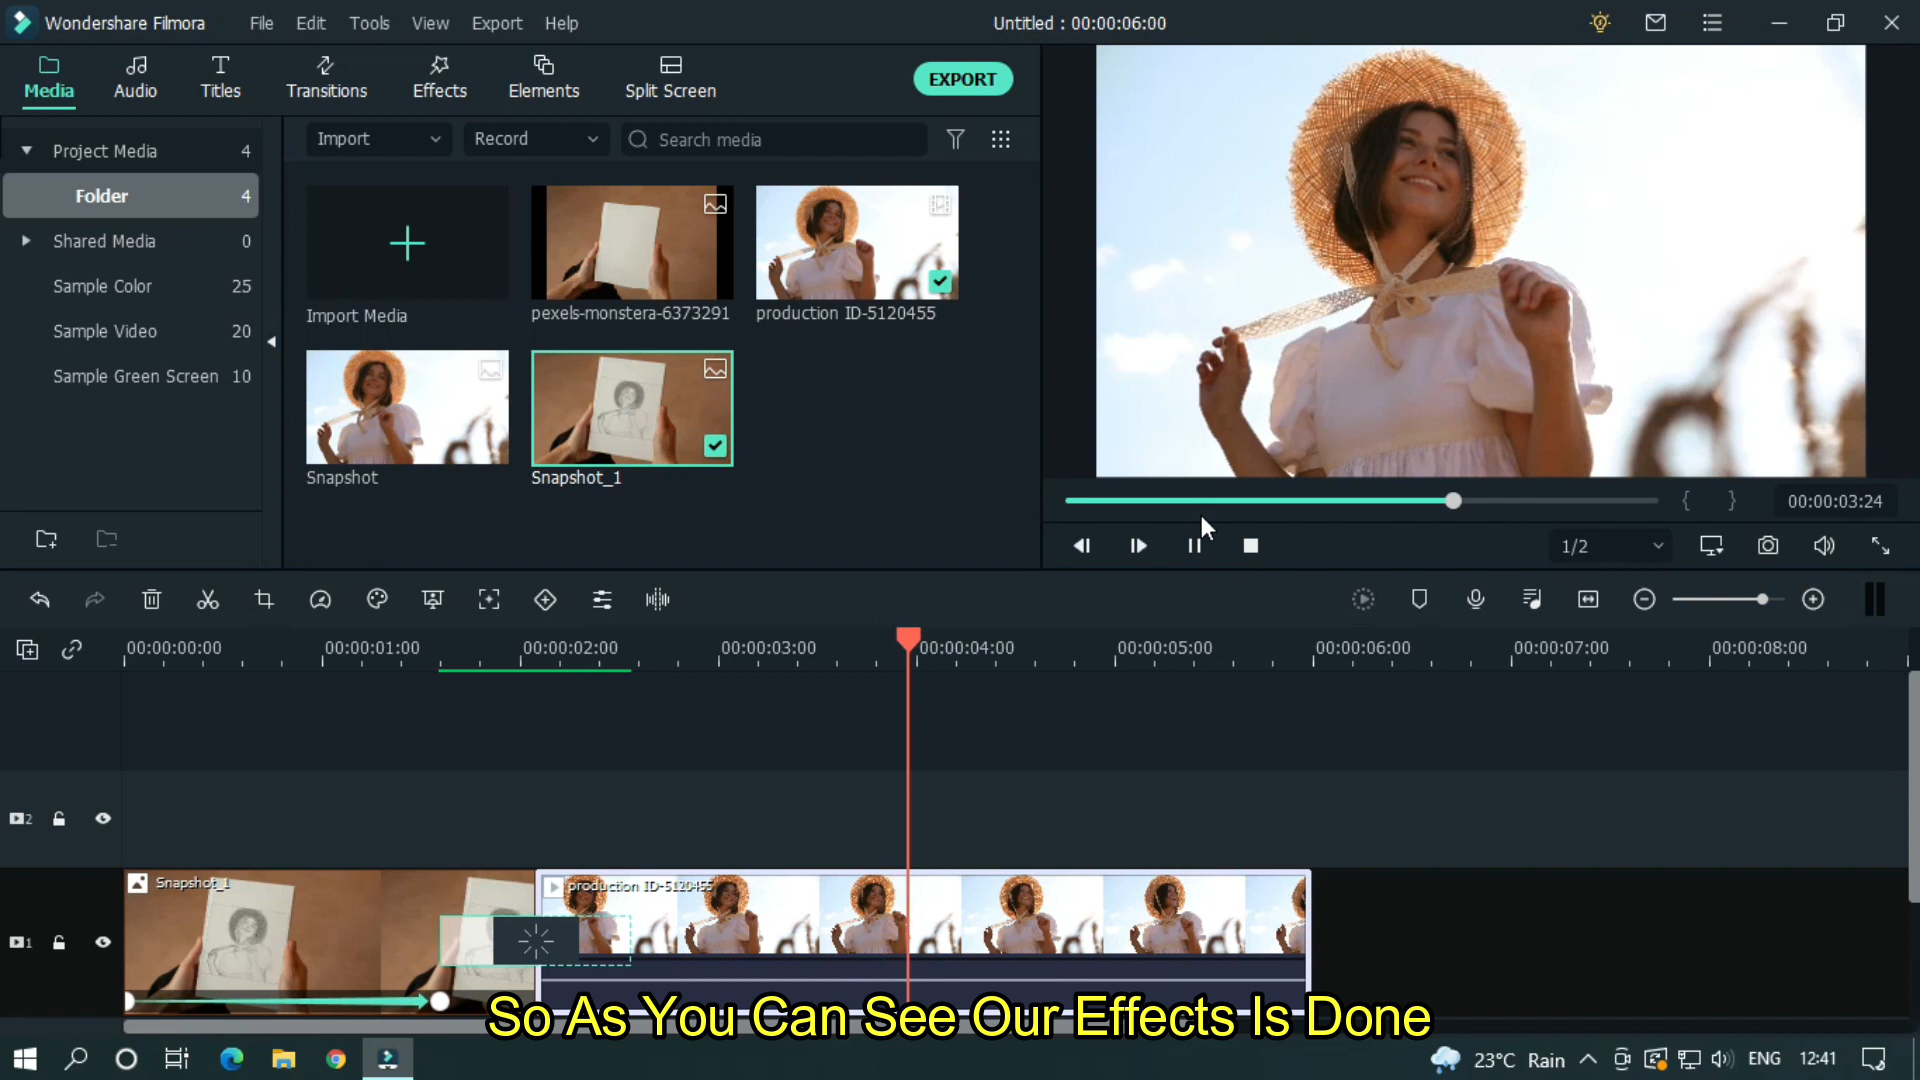 Wondershare Filmora File Edit Tools View Export Help Untitled : 00:00:06:00
Media Audio Titles Transitions Effects Elements Split Screen EXPORT
Import Record Search media
Project Media 4
Folder 4
Shared Media 0
Sample Color 25
Sample Video 20
Sample Green Screen 10
Import Media pexels-monstera-6373291 production ID-5120455
Snapshot Snapshot_1
{ } 00:00:03:24
1/2
00:00:00:00 00:00:01:00 00:00:02:00 00:00:03:00 00:00:04:00 00:00:05:00 00:00:06:00 00:00:07:00 00:00:08:00
2
Snapshot_1 production ID-5120455
1
So As You Can See Our Effects Is Done
23°C Rain ENG 12:41